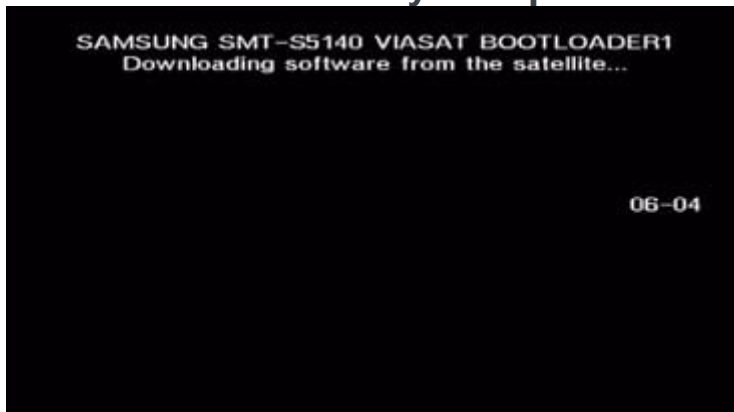 SAMSUNG SMT-S5140 VIASAT BOOTLOADER1
Downloading software from the satellite...
06-04